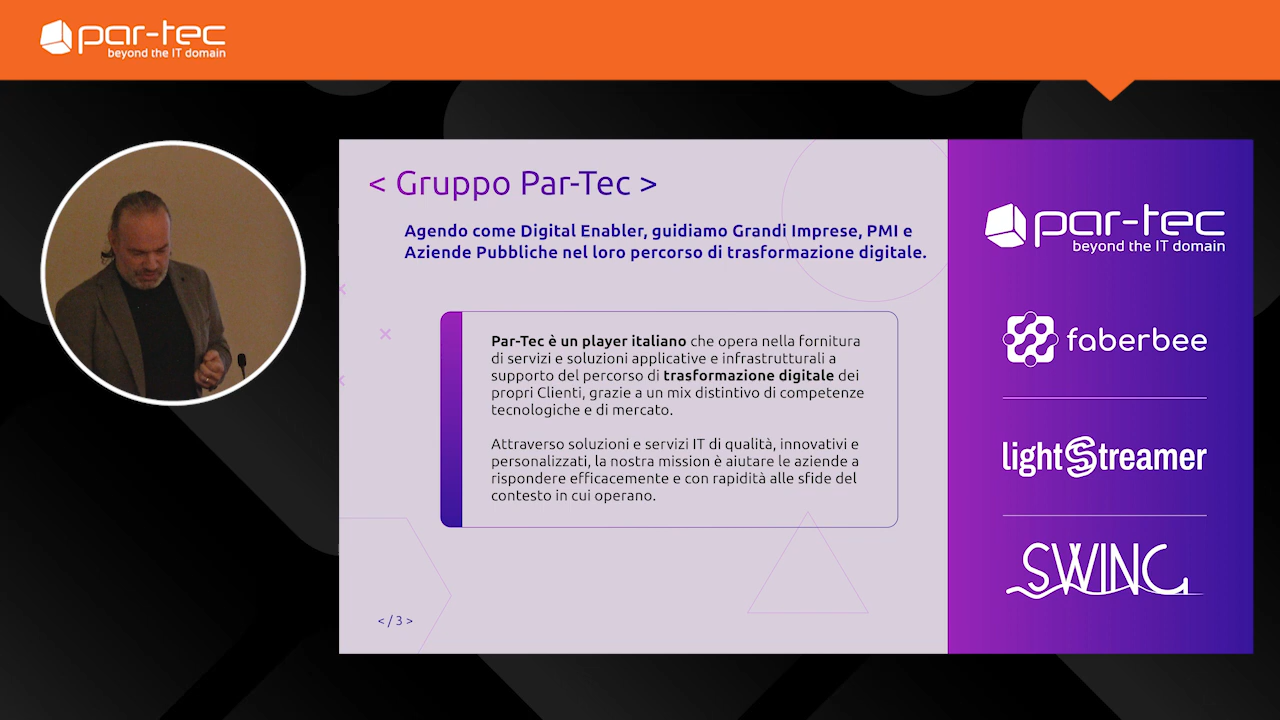 par-tec
beyond the IT domain
< Gruppo Par-Tec >
Agendo come Digital Enabler, guidiamo Grandi Imprese, PMI e
Aziende Pubbliche nel loro percorso di trasformazione digitale.
Par-Tec è un player italiano che opera nella fornitura
di servizi e soluzioni applicative e infrastrutturali a
supporto del percorso di trasformazione digitale dei
propri Clienti, grazie a un mix distintivo di competenze
tecnologiche e di mercato.
Attraverso soluzioni e servizi IT di qualità, innovativi e
personalizzati, la nostra mission è aiutare le aziende a
rispondere efficacemente e con rapidità alle sfide del
contesto in cui operano.
< / 3 >
par-tec
beyond the IT domain
faberbee
lightStreamer
SWING